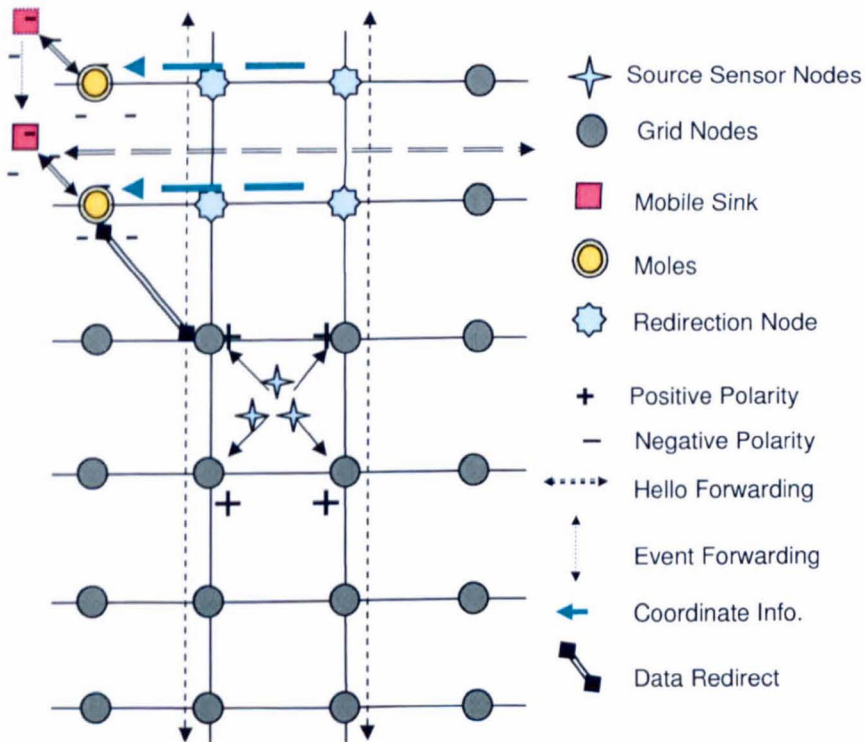 Source Sensor Nodes
Grid Nodes
Mobile Sink
Moles
Redirection Node
+ Positive Polarity
− Negative Polarity
Hello Forwarding
Event Forwarding
Coordinate Info.
Data Redirect